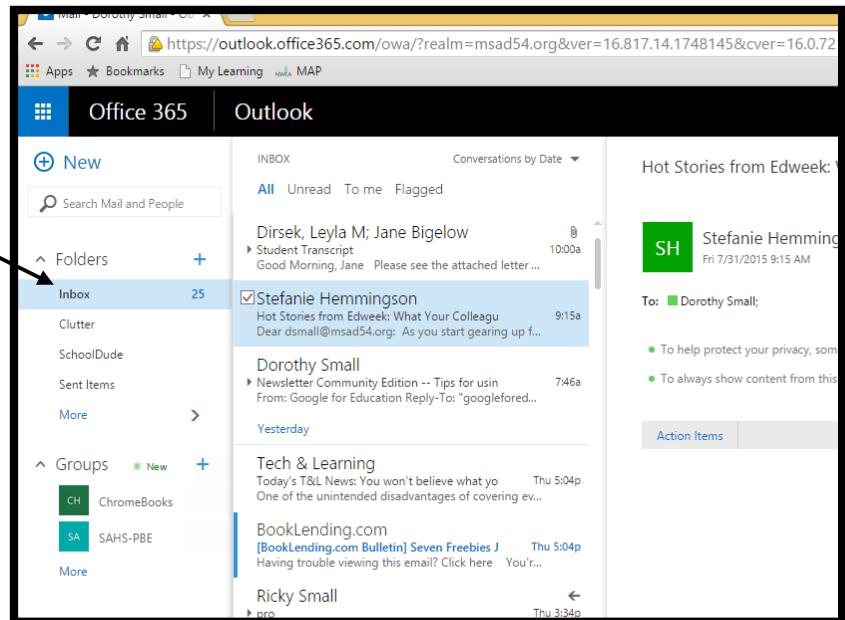 Mail - Dorothy Small - Ou ×
https://outlook.office365.com/owa/?realm=msad54.org&ver=16.817.14.1748145&cver=16.0.72
Apps Bookmarks My Learning MAP
Office 365 Outlook
New
Search Mail and People
Folders +
Inbox 25
Clutter
SchoolDude
Sent Items
More
Groups New +
CH ChromeBooks
SA SAHS-PBE
More
INBOX Conversations by Date
All Unread To me Flagged
Dirsek, Leyla M; Jane Bigelow
Student Transcript 10:00a
Good Morning, Jane Please see the attached letter ...
Stefanie Hemmingson
Hot Stories from Edweek: What Your Colleagu 9:15a
Dear dsmall@msad54.org: As you start gearing up f...
Dorothy Small
Newsletter Community Edition -- Tips for usin 7:46a
From: Google for Education Reply-To: "googlefored...
Yesterday
Tech & Learning
Today's T&L News: You won't believe what yo Thu 5:04p
One of the unintended disadvantages of covering ev...
BookLending.com
[BookLending.com Bulletin] Seven Freebies J Thu 5:04p
Having trouble viewing this email? Click here You'r...
Ricky Small
pro Thu 3:34p
Hot Stories from Edweek:
SH Stefanie Hemming
Fri 7/31/2015 9:15 AM
To: Dorothy Small;
To help protect your privacy, som
To always show content from this
Action Items